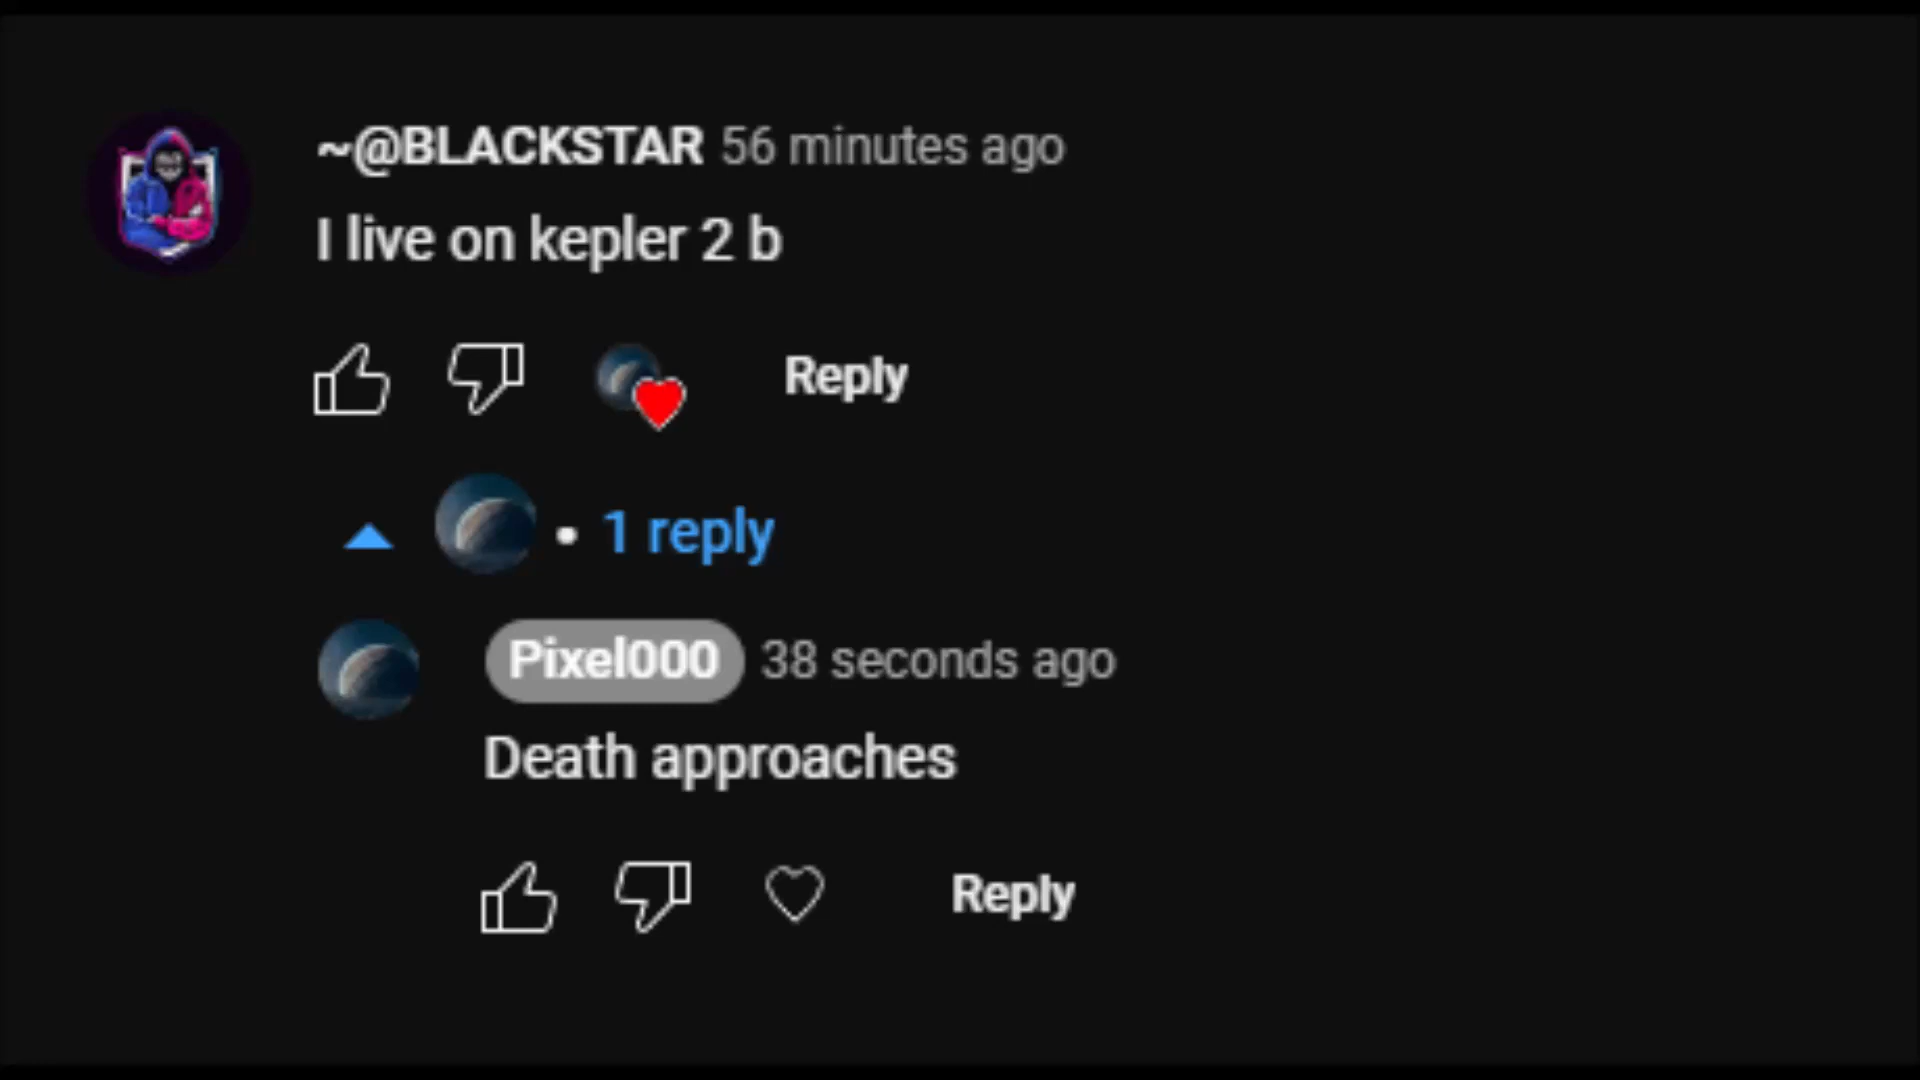 ~@BLACKSTAR 56 minutes ago
I live on kepler 2 b
Reply
• 1 reply
Pixel000 38 seconds ago
Death approaches
Reply